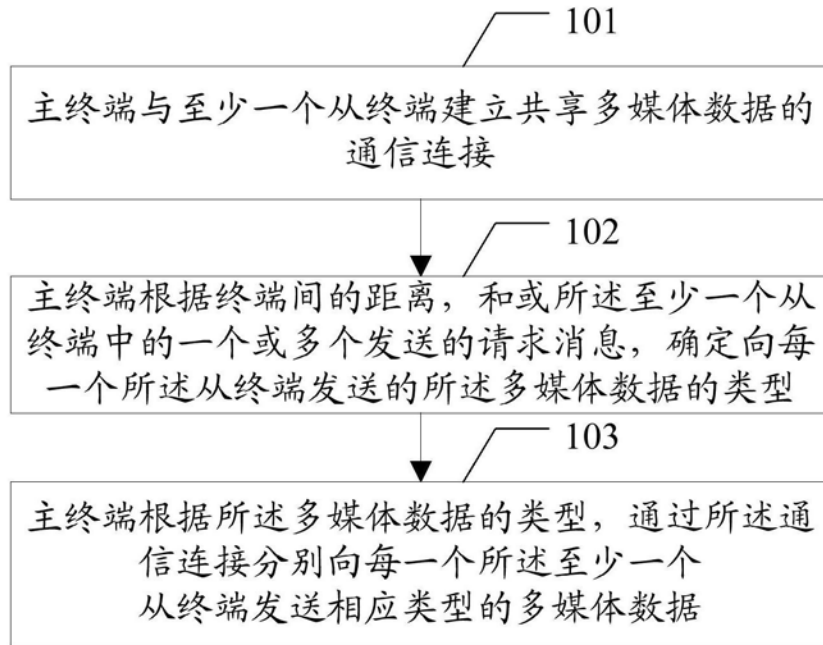 101
主终端与至少一个从终端建立共享多媒体数据的
通信连接
102
主终端根据终端间的距离，和或所述至少一个从
终端中的一个或多个发送的请求消息，确定向每
一个所述从终端发送的所述多媒体数据的类型
103
主终端根据所述多媒体数据的类型，通过所述通
信连接分别向每一个所述至少一个
从终端发送相应类型的多媒体数据